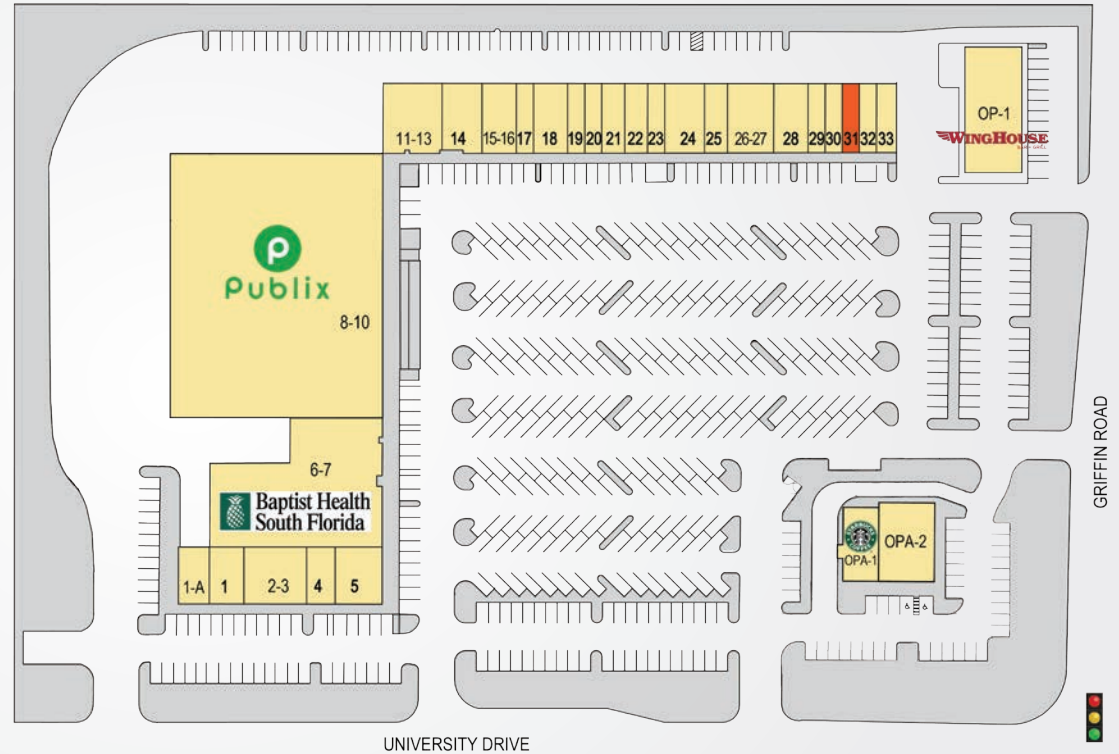 11-13 14 15-16 17 18 19 20 21 22 23 24 25 26-27 28 29 30 31 32 33
OP-1
WINGHOUSE
P
Publix
8-10
6-7
Baptist Health
South Florida
1-A 1 2-3 4 5
OPA-1
OPA-2
GRIFFIN ROAD
UNIVERSITY DRIVE